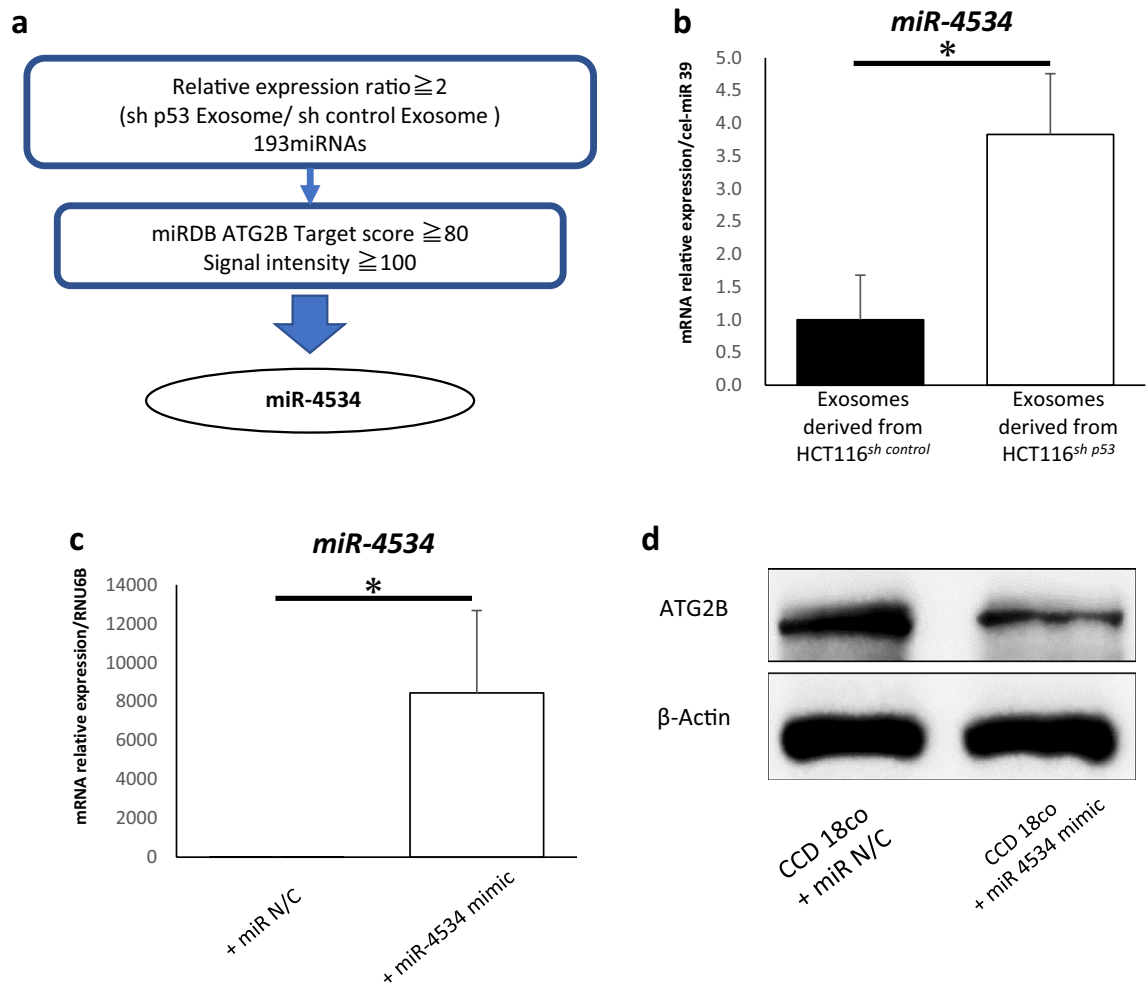 a
Relative expression ratio≧2
(sh p53 Exosome/ sh control Exosome )
193miRNAs
miRDB ATG2B Target score ≧80
Signal intensity ≧100
miR-4534
b
miR-4534
*
mRNA relative expression/cel-miR 39
5.0
4.5
4.0
3.5
3.0
2.5
2.0
1.5
1.0
0.5
0.0
Exosomes
derived from
HCT116sh control
Exosomes
derived from
HCT116sh p53
c
miR-4534
*
mRNA relative expression/RNU6B
14000
12000
10000
8000
6000
4000
2000
0
+ miR N/C
+ miR-4534 mimic
d
ATG2B
β-Actin
CCD 18co
+ miR N/C
CCD 18co
+ miR 4534 mimic